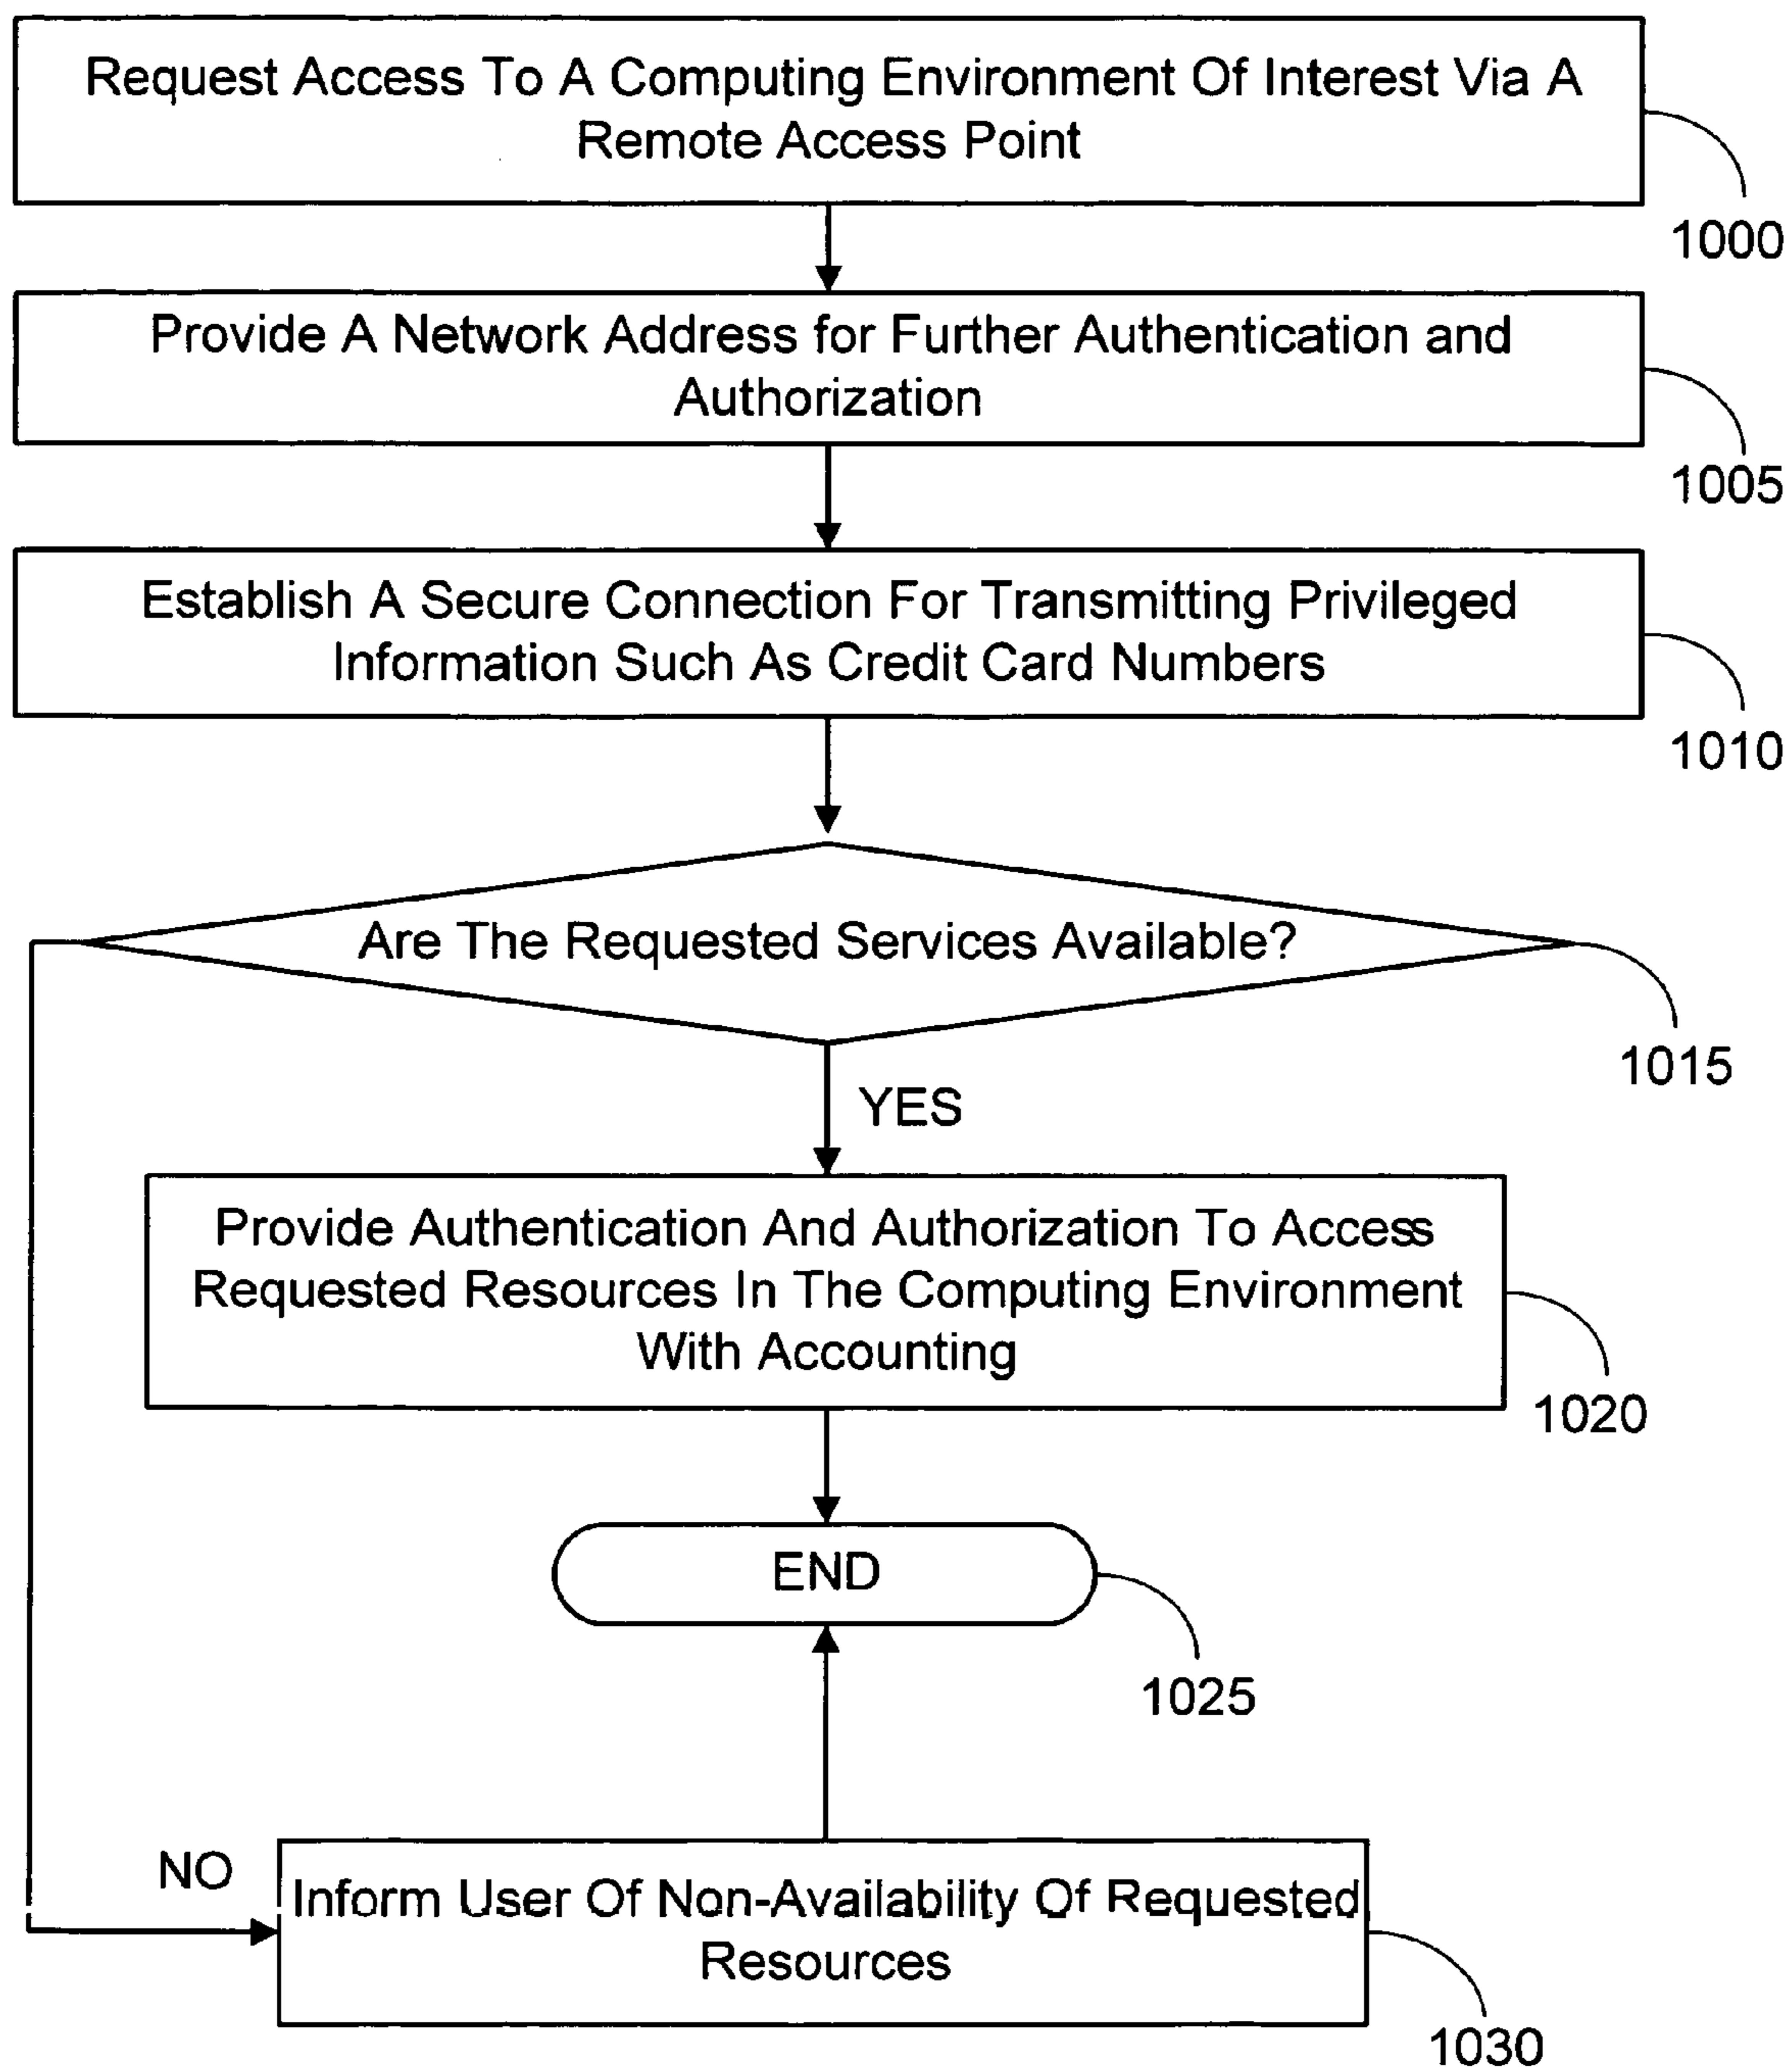 Request Access To A Computing Environment Of Interest Via A
Remote Access Point
1000
Provide A Network Address for Further Authentication and
Authorization
1005
Establish A Secure Connection For Transmitting Privileged
Information Such As Credit Card Numbers
1010
Are The Requested Services Available?
1015
YES
Provide Authentication And Authorization To Access
Requested Resources In The Computing Environment
With Accounting
1020
END
1025
NO
Inform User Of Non-Availability Of Requested
Resources
1030